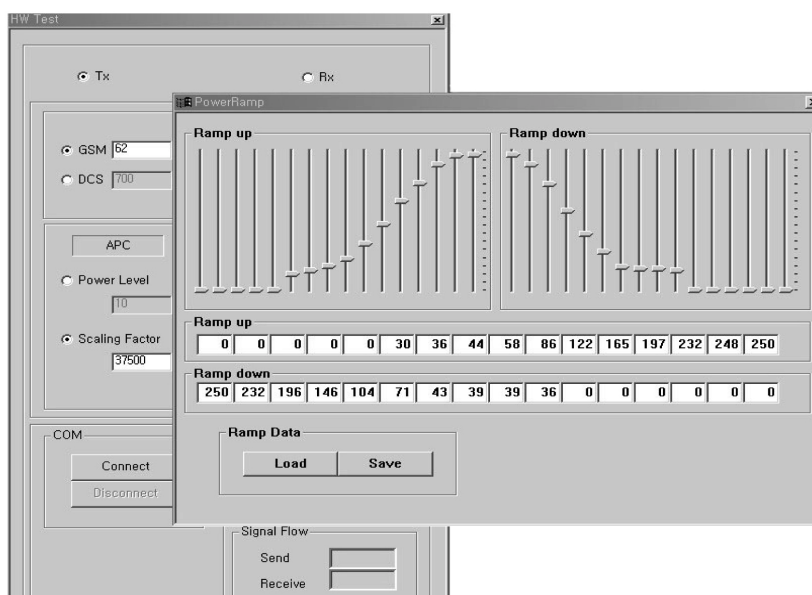 HW Test
Tx
Rx
PowerRamp
GSM 62
DCS 700
APC
Power Level
10
Scaling Factor
37500
COM
Connect
Disconnect
Ramp up
Ramp down
Ramp up
0 0 0 0 0 30 36 44 58 86 122 165 197 232 248 250
Ramp down
250 232 196 146 104 71 43 39 39 36 0 0 0 0 0 0
Ramp Data
Load Save
Signal Flow
Send
Receive